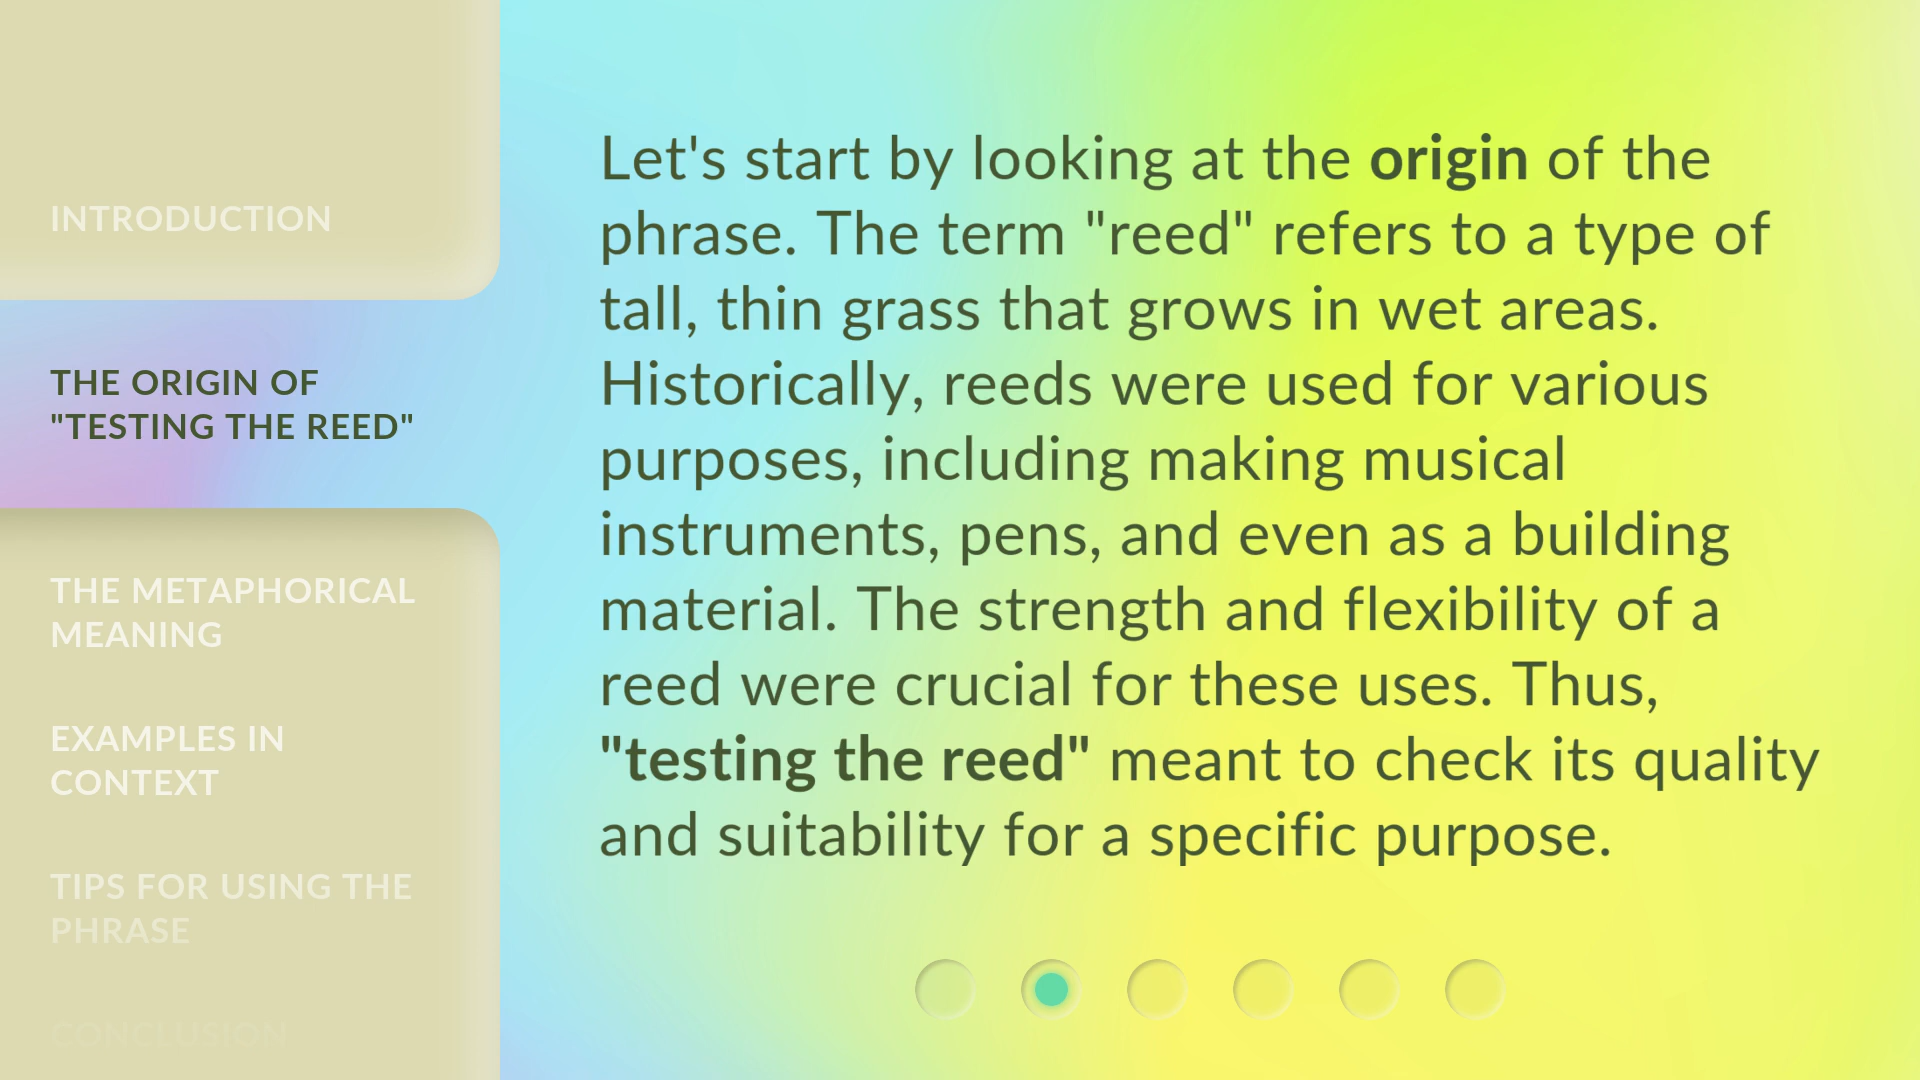 INTRODUCTION
THE ORIGIN OF
"TESTING THE REED"
THE METAPHORICAL
MEANING
EXAMPLES IN
CONTEXT
TIPS FOR USING THE
PHRASE
CONCLUSION
Let's start by looking at the origin of the
phrase. The term "reed" refers to a type of
tall, thin grass that grows in wet areas.
Historically, reeds were used for various
purposes, including making musical
instruments, pens, and even as a building
material. The strength and flexibility of a
reed were crucial for these uses. Thus,
"testing the reed" meant to check its quality
and suitability for a specific purpose.